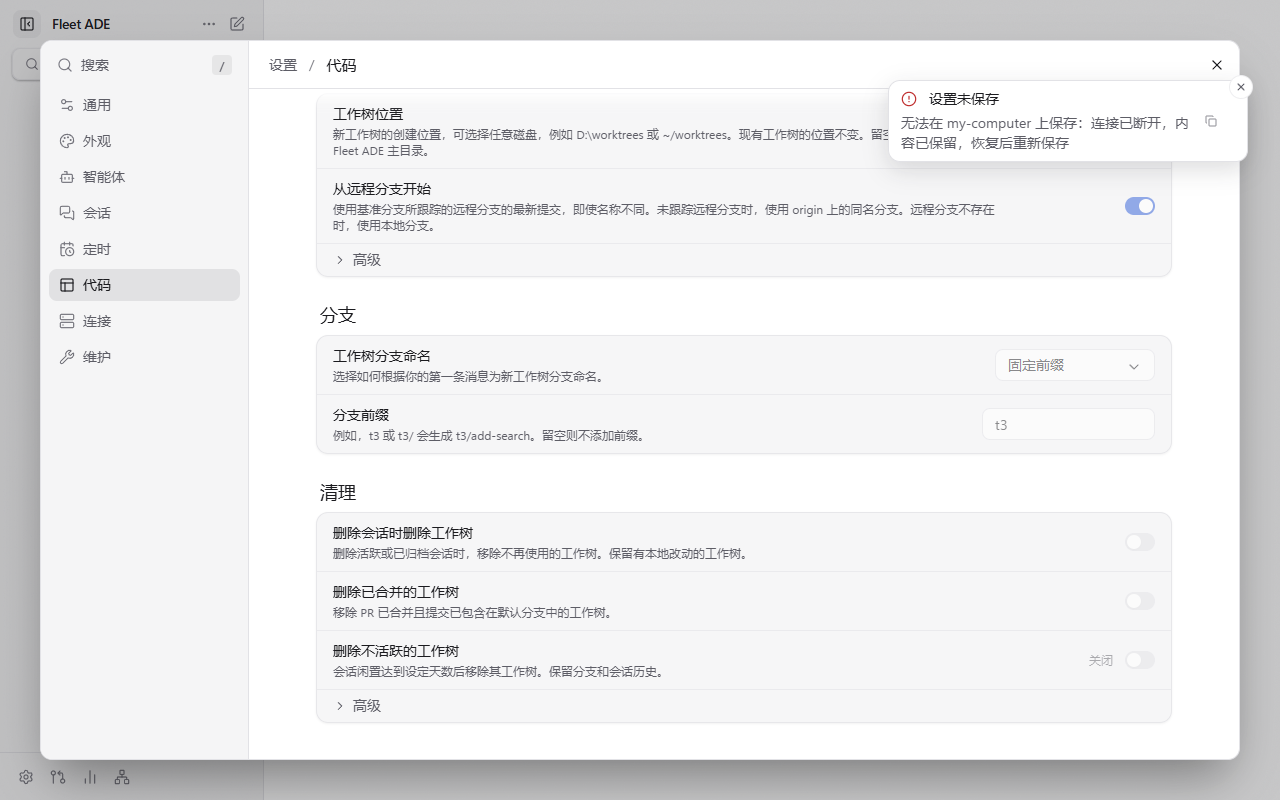 Fleet ADE
搜索
/
通用
外观
智能体
会话
定时
代码
连接
维护
设置 / 代码
设置未保存
无法在 my-computer 上保存：连接已断开，内
容已保留，恢复后重新保存
工作树位置
新工作树的创建位置，可选择任意磁盘，例如 D:\worktrees 或 ~/worktrees。现有工作树的位置不变。留空
Fleet ADE 主目录。
从远程分支开始
使用基准分支所跟踪的远程分支的最新提交，即使名称不同。未跟踪远程分支时，使用 origin 上的同名分支。远程分支不存在
时，使用本地分支。
高级
分支
工作树分支命名
选择如何根据你的第一条消息为新工作树分支命名。
固定前缀
分支前缀
例如，t3 或 t3/ 会生成 t3/add-search。留空则不添加前缀。
t3
清理
删除会话时删除工作树
删除活跃或已归档会话时，移除不再使用的工作树。保留有本地改动的工作树。
删除已合并的工作树
移除 PR 已合并且提交已包含在默认分支中的工作树。
删除不活跃的工作树
会话闲置达到设定天数后移除其工作树。保留分支和会话历史。
关闭
高级